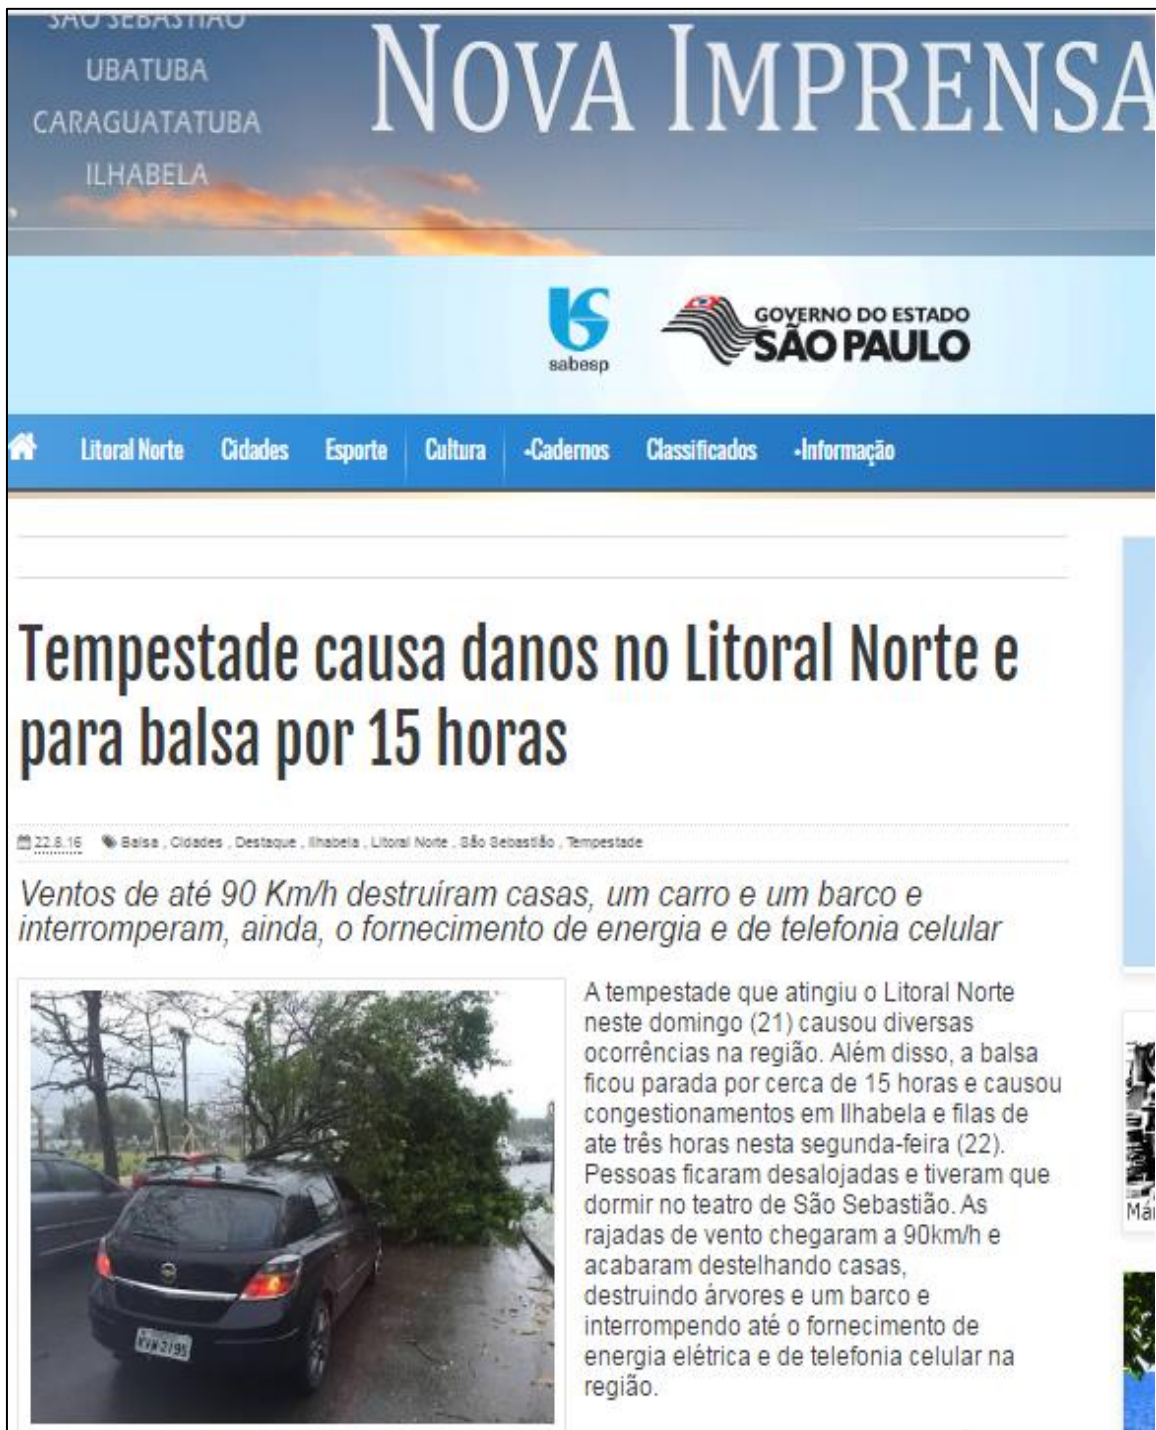 SÃO SEBASTIÃO
UBATUBA
CARAGUATATUBA
ILHABELA
NOVA IMPRENSA
sabesp
GOVERNO DO ESTADO
SÃO PAULO
Litoral Norte Cidades Esporte Cultura +Cadernos Classificados +Informação
Tempestade causa danos no Litoral Norte e
para balsa por 15 horas
22.8.16 Balsa , Cidades , Destaque , Ilhabela , Litoral Norte , São Sebastião , Tempestade
Ventos de até 90 Km/h destruíram casas, um carro e um barco e
interromperam, ainda, o fornecimento de energia e de telefonia celular
A tempestade que atingiu o Litoral Norte
neste domingo (21) causou diversas
ocorrências na região. Além disso, a balsa
ficou parada por cerca de 15 horas e causou
congestionamentos em Ilhabela e filas de
ate três horas nesta segunda-feira (22).
Pessoas ficaram desalojadas e tiveram que
dormir no teatro de São Sebastião. As
rajadas de vento chegaram a 90km/h e
acabaram destelhando casas,
destruindo árvores e um barco e
interrompendo até o fornecimento de
energia elétrica e de telefonia celular na
região.